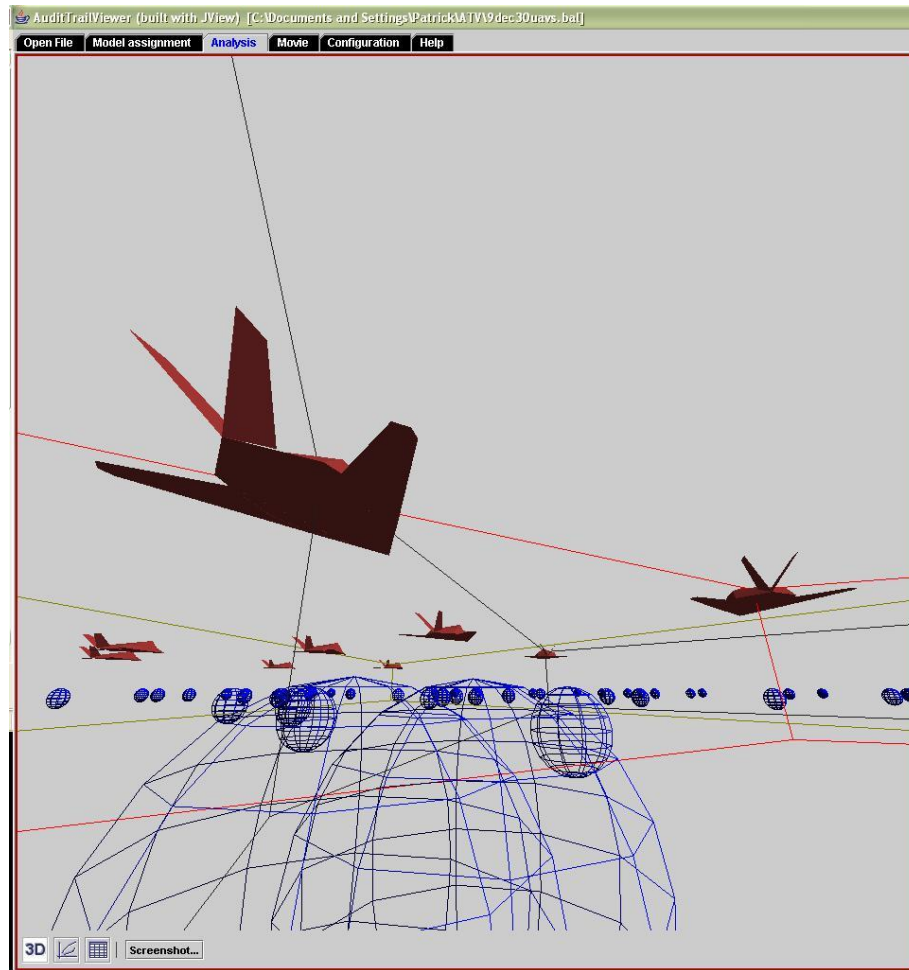 AuditTrailViewer (built with JView) [C:\Documents and Settings\Patrick\ATV\9dec30uavs.bal]
Open File Model assignment Analysis Movie Configuration Help
3D Screenshot...